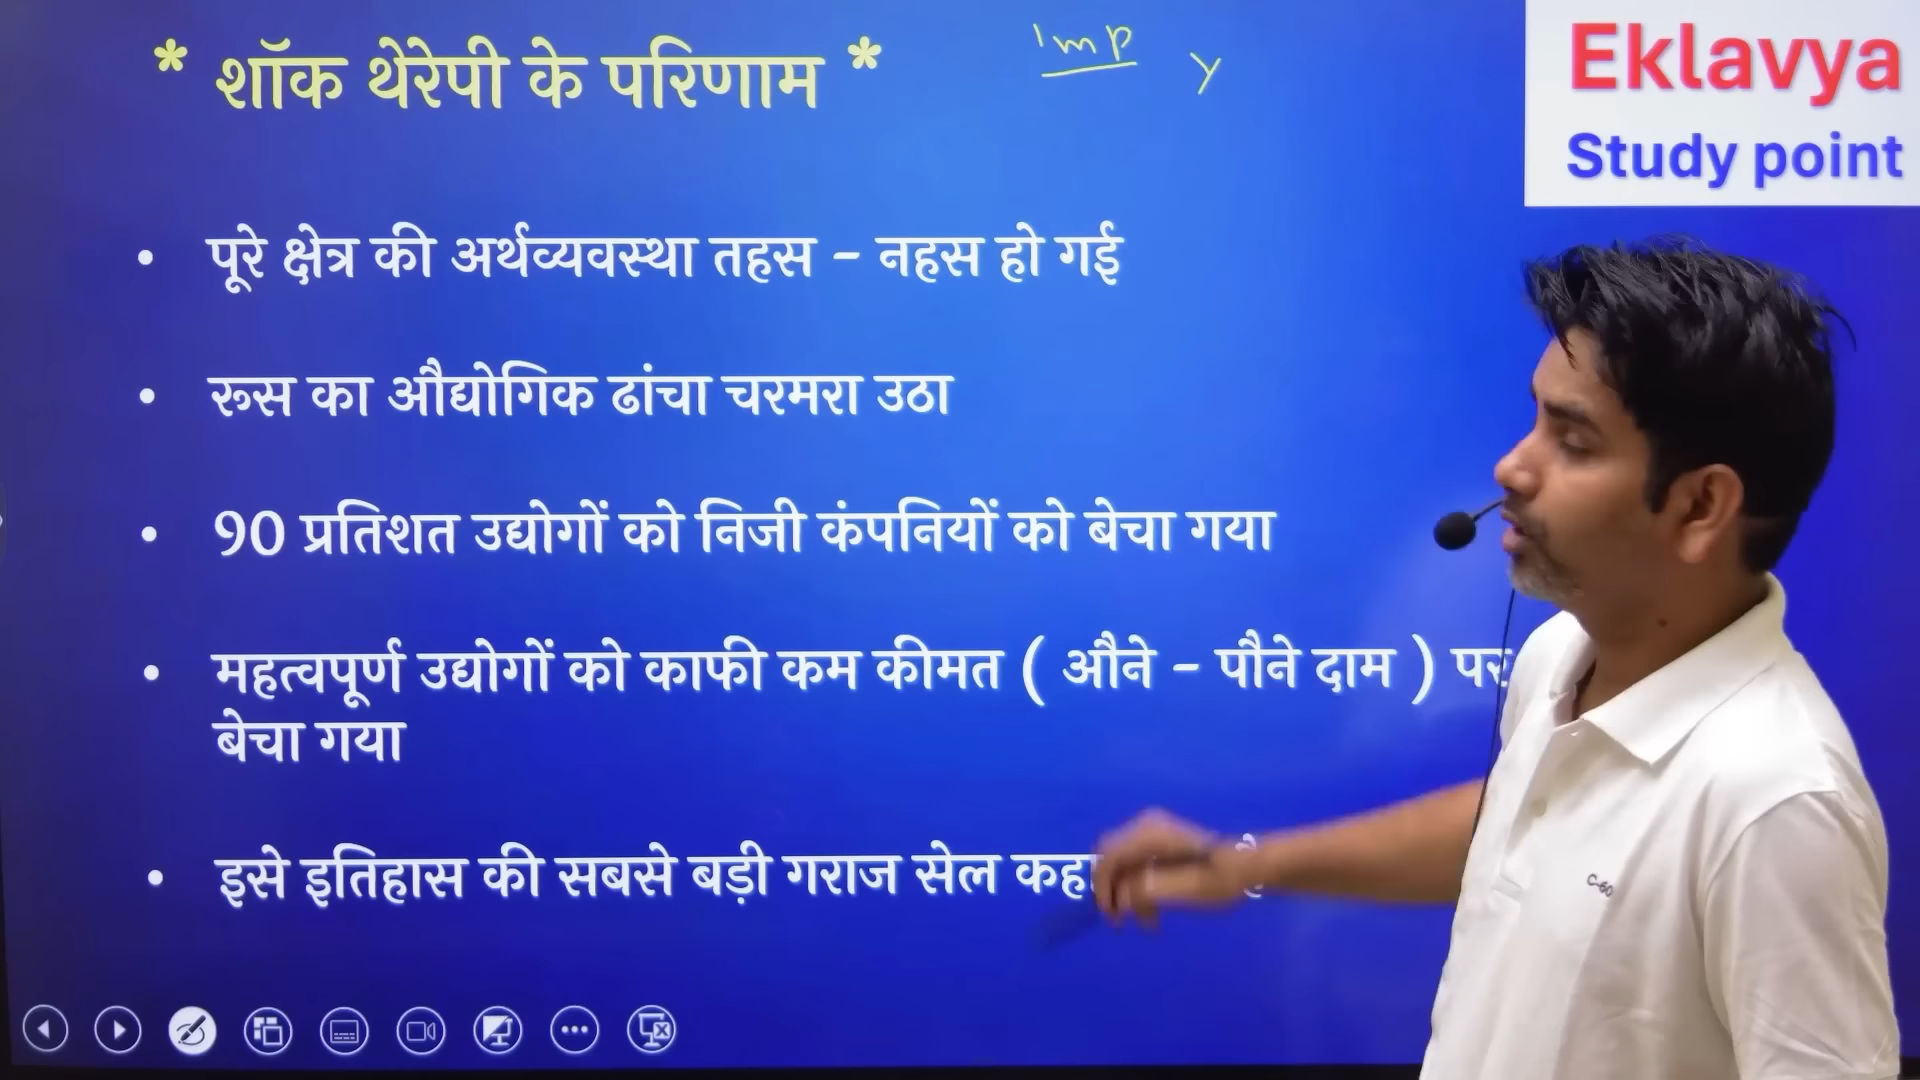 * शॉक थेरेपी के परिणाम *
Imp
Y
Eklavya
Study point
• पूरे क्षेत्र की अर्थव्यवस्था तहस - नहस हो गई
• रूस का औद्योगिक ढांचा चरमरा उठा
• 90 प्रतिशत उद्योगों को निजी कंपनियों को बेचा गया
• महत्वपूर्ण उद्योगों को काफी कम कीमत ( औने - पौने दाम ) पर
बेचा गया
• इसे इतिहास की सबसे बड़ी गराज सेल कहा है
C-60